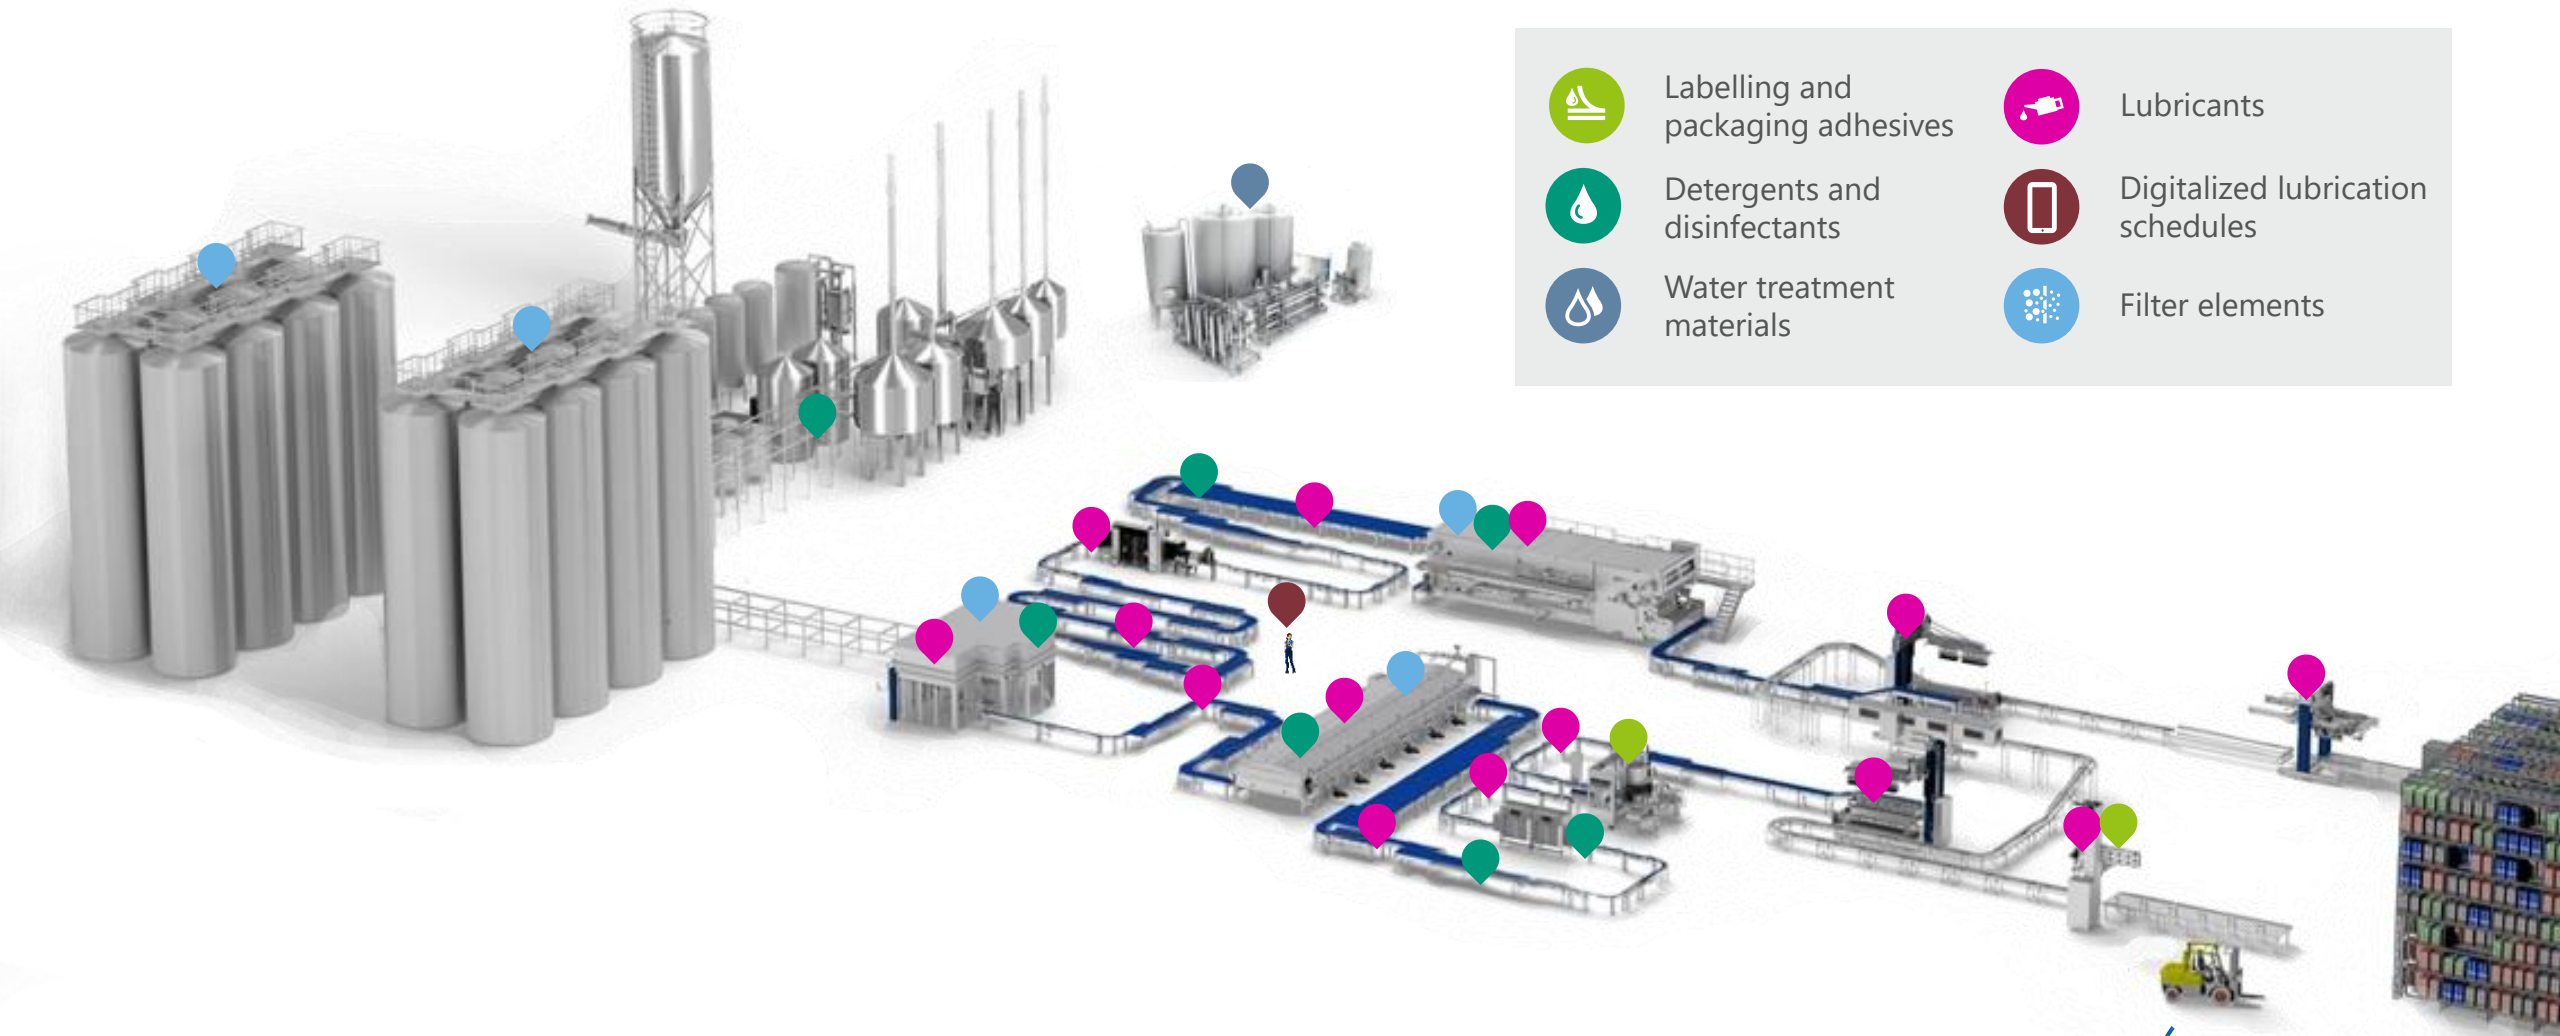 Labelling and
packaging adhesives
Detergents and
disinfectants
Water treatment
materials
Lubricants
Digitalized lubrication
schedules
Filter elements